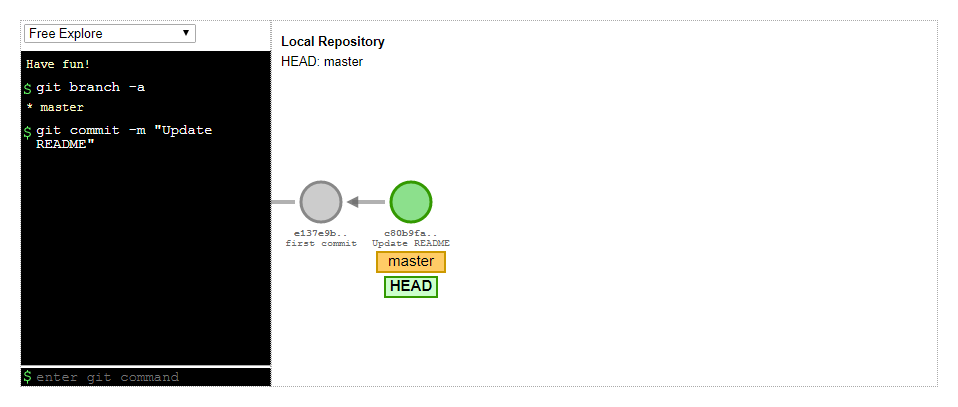 Free Explore
Have fun!
$ git branch -a
* master
$ git commit -m "Update
README"
$ enter git command
Local Repository
HEAD: master
e137e9b..
first commit
c80b9fa..
Update README
master
HEAD